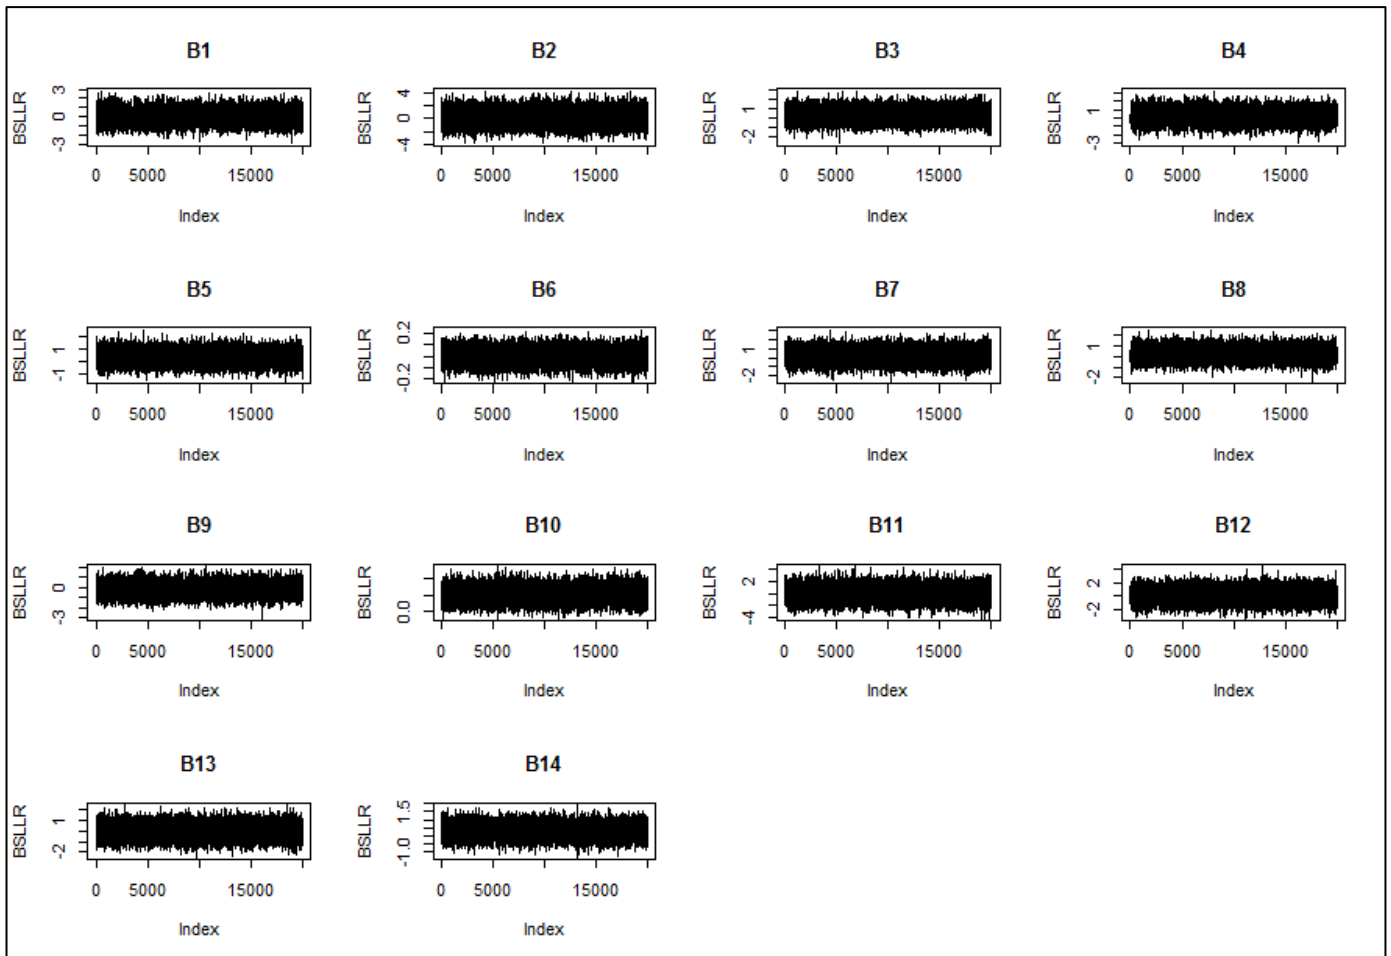 B1 B2 B3 B4
BSLLR 3 0 -3 BSLLR 4 0 -4 BSLLR 1 -2 BSLLR 1 -3
0 5000 15000 0 5000 15000 0 5000 15000 0 5000 15000
Index Index Index Index
B5 B6 B7 B8
BSLLR 1 -1 BSLLR 0.2 -0.2 BSLLR 1 -2 BSLLR 1 -2
0 5000 15000 0 5000 15000 0 5000 15000 0 5000 15000
Index Index Index Index
B9 B10 B11 B12
BSLLR 0 -3 BSLLR 0.0 BSLLR 2 -4 BSLLR 2 -2
0 5000 15000 0 5000 15000 0 5000 15000 0 5000 15000
Index Index Index Index
B13 B14
BSLLR 1 -2 BSLLR 1.5 -1.0
0 5000 15000 0 5000 15000
Index Index